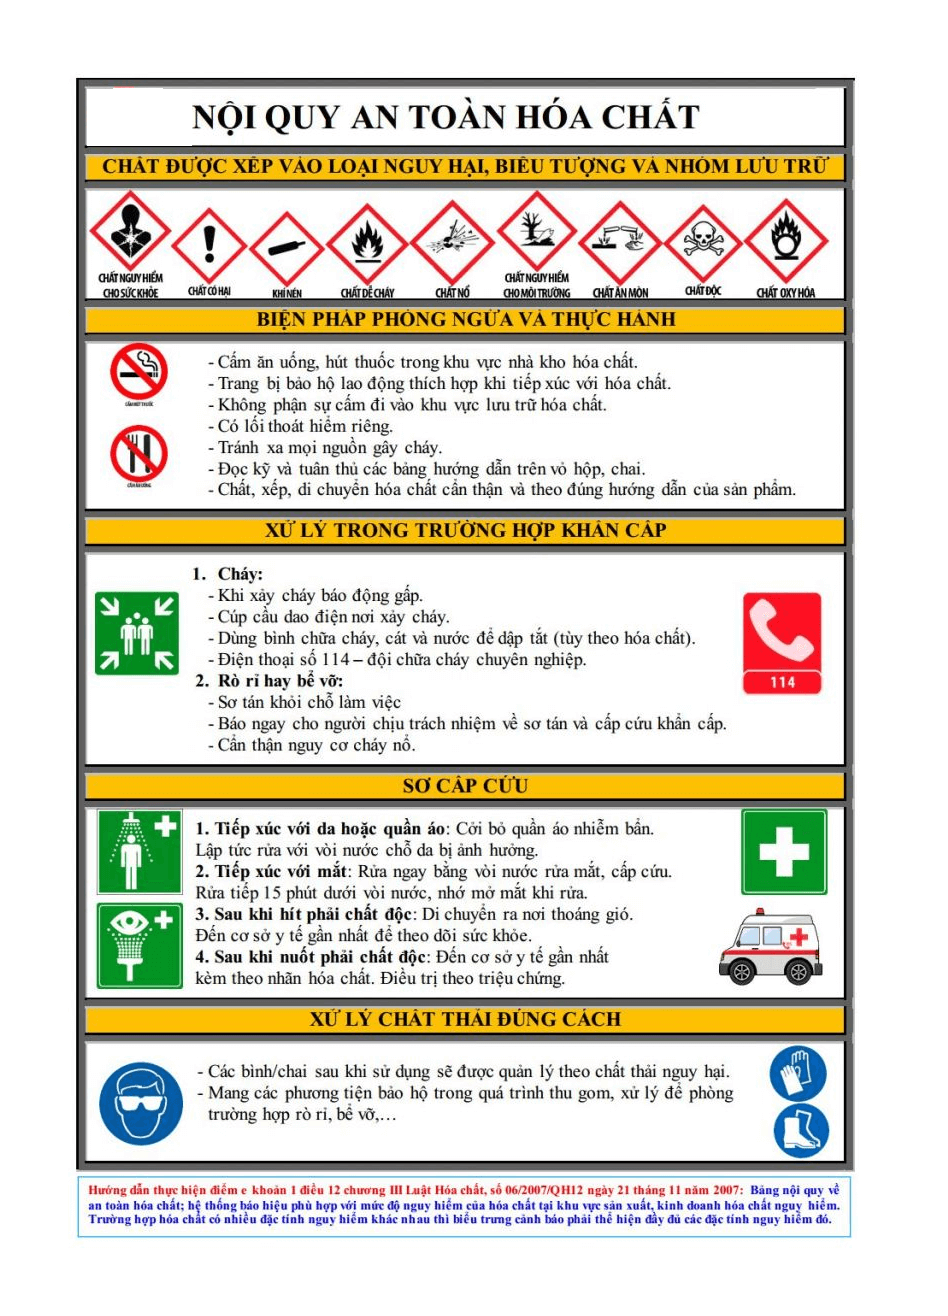 NỘI QUY AN TOÀN HÓA CHẤT
CHẤT ĐƯỢC XẾP VÀO LOẠI NGUY HẠI, BIỂU TƯỢNG VÀ NHÓM LƯU TRỮ
CHẤT NGUY HIỂM
CHO SỨC KHỎE
CHẤT CÓ HẠI
KHÍ NÉN
CHẤT DỄ CHÁY
CHẤT NỔ
CHẤT NGUY HIỂM
CHO MÔI TRƯỜNG
CHẤT ĂN MÒN
CHẤT ĐỘC
CHẤT OXY HÓA
BIỆN PHÁP PHÒNG NGỪA VÀ THỰC HÀNH
CẤM HÚT THUỐC
CẤM ĂN UỐNG
- Cấm ăn uống, hút thuốc trong khu vực nhà kho hóa chất.
- Trang bị bảo hộ lao động thích hợp khi tiếp xúc với hóa chất.
- Không phận sự cấm đi vào khu vực lưu trữ hóa chất.
- Có lối thoát hiểm riêng.
- Tránh xa mọi nguồn gây cháy.
- Đọc kỹ và tuân thủ các bảng hướng dẫn trên vỏ hộp, chai.
- Chất, xếp, di chuyển hóa chất cẩn thận và theo đúng hướng dẫn của sản phẩm.
XỬ LÝ TRONG TRƯỜNG HỢP KHẨN CẤP
1. Cháy:
- Khi xảy cháy báo động gấp.
- Cúp cầu dao điện nơi xảy cháy.
- Dùng bình chữa cháy, cát và nước để dập tắt (tùy theo hóa chất).
- Điện thoại số 114 – đội chữa cháy chuyên nghiệp.
2. Rò rỉ hay bể vỡ:
- Sơ tán khỏi chỗ làm việc
- Báo ngay cho người chịu trách nhiệm về sơ tán và cấp cứu khẩn cấp.
- Cẩn thận nguy cơ cháy nổ.
114
SƠ CẤP CỨU
1. Tiếp xúc với da hoặc quần áo: Cởi bỏ quần áo nhiễm bẩn.
Lập tức rửa với vòi nước chỗ da bị ảnh hưởng.
2. Tiếp xúc với mắt: Rửa ngay bằng vòi nước rửa mắt, cấp cứu.
Rửa tiếp 15 phút dưới vòi nước, nhớ mở mắt khi rửa.
3. Sau khi hít phải chất độc: Di chuyển ra nơi thoáng gió.
Đến cơ sở y tế gần nhất để theo dõi sức khỏe.
4. Sau khi nuốt phải chất độc: Đến cơ sở y tế gần nhất
kèm theo nhãn hóa chất. Điều trị theo triệu chứng.
XỬ LÝ CHẤT THẢI ĐÚNG CÁCH
- Các bình/chai sau khi sử dụng sẽ được quản lý theo chất thải nguy hại.
- Mang các phương tiện bảo hộ trong quá trình thu gom, xử lý để phòng
trường hợp rò rỉ, bể vỡ,…
Hướng dẫn thực hiện điểm e khoản 1 điều 12 chương III Luật Hóa chất, số 06/2007/QH12 ngày 21 tháng 11 năm 2007: Bảng nội quy về
an toàn hóa chất; hệ thống báo hiệu phù hợp với mức độ nguy hiểm của hóa chất tại khu vực sản xuất, kinh doanh hóa chất nguy hiểm.
Trường hợp hóa chất có nhiều đặc tính nguy hiểm khác nhau thì biểu trưng cảnh báo phải thể hiện đầy đủ các đặc tính nguy hiểm đó.